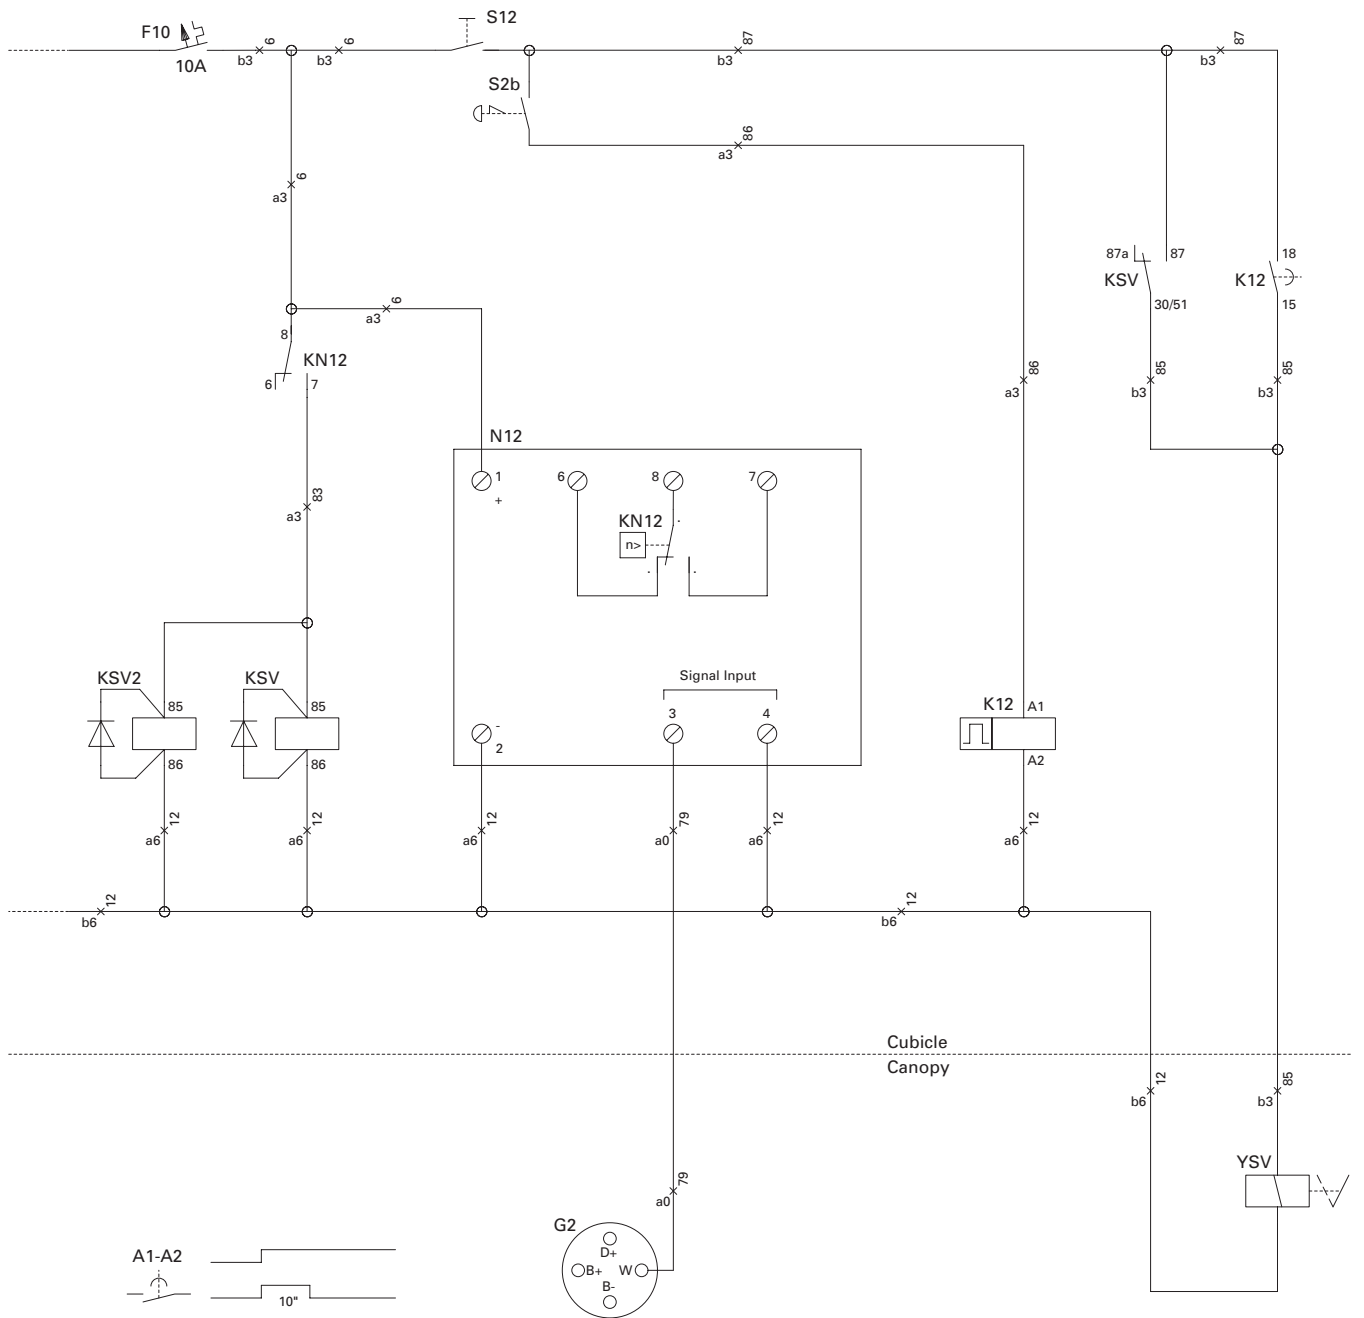 F10
10A
6
b3
6
b3
S12
87
b3
87
b3
S2b
86
a3
6
a3
6
a3
8
KN12
6
7
87a
87
KSV
30/51
18
K12
15
86
a3
85
b3
85
b3
83
a3
N12
1
+
6
8
7
KN12
n>
Signal Input
3
4
-
2
KSV2
85
86
KSV
85
86
K12
A1
A2
12
a6
12
a6
12
a6
79
a0
12
a6
12
a6
12
b6
12
b6
Cubicle
Canopy
12
b6
85
b3
79
a0
YSV
G2
D+
B+
W
B-
A1-A2
10"